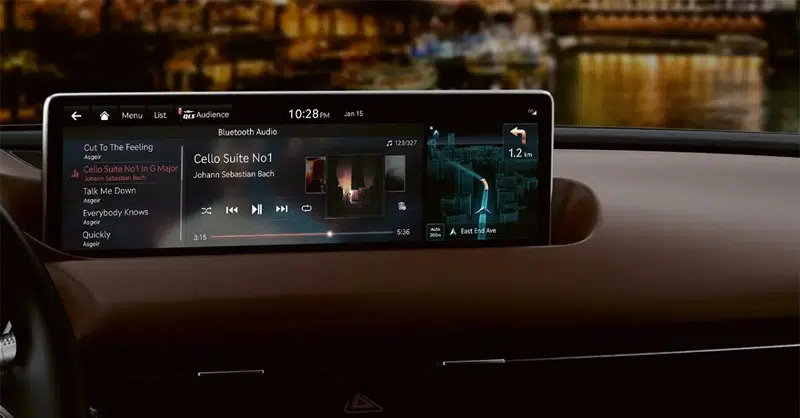 Menu List QLS Audience 10:28 PM Jan 15
Bluetooth Audio
123/327
Cut To The Feeling
Asgeir
Cello Suite No1 In G Major
Johann Sebastian Bach
Talk Me Down
Asgeir
Everybody Knows
Asgeir
Quickly
Asgeir
Cello Suite No1
Johann Sebastian Bach
3:15 5:36
1.2 km
Auto
200m
East End Ave